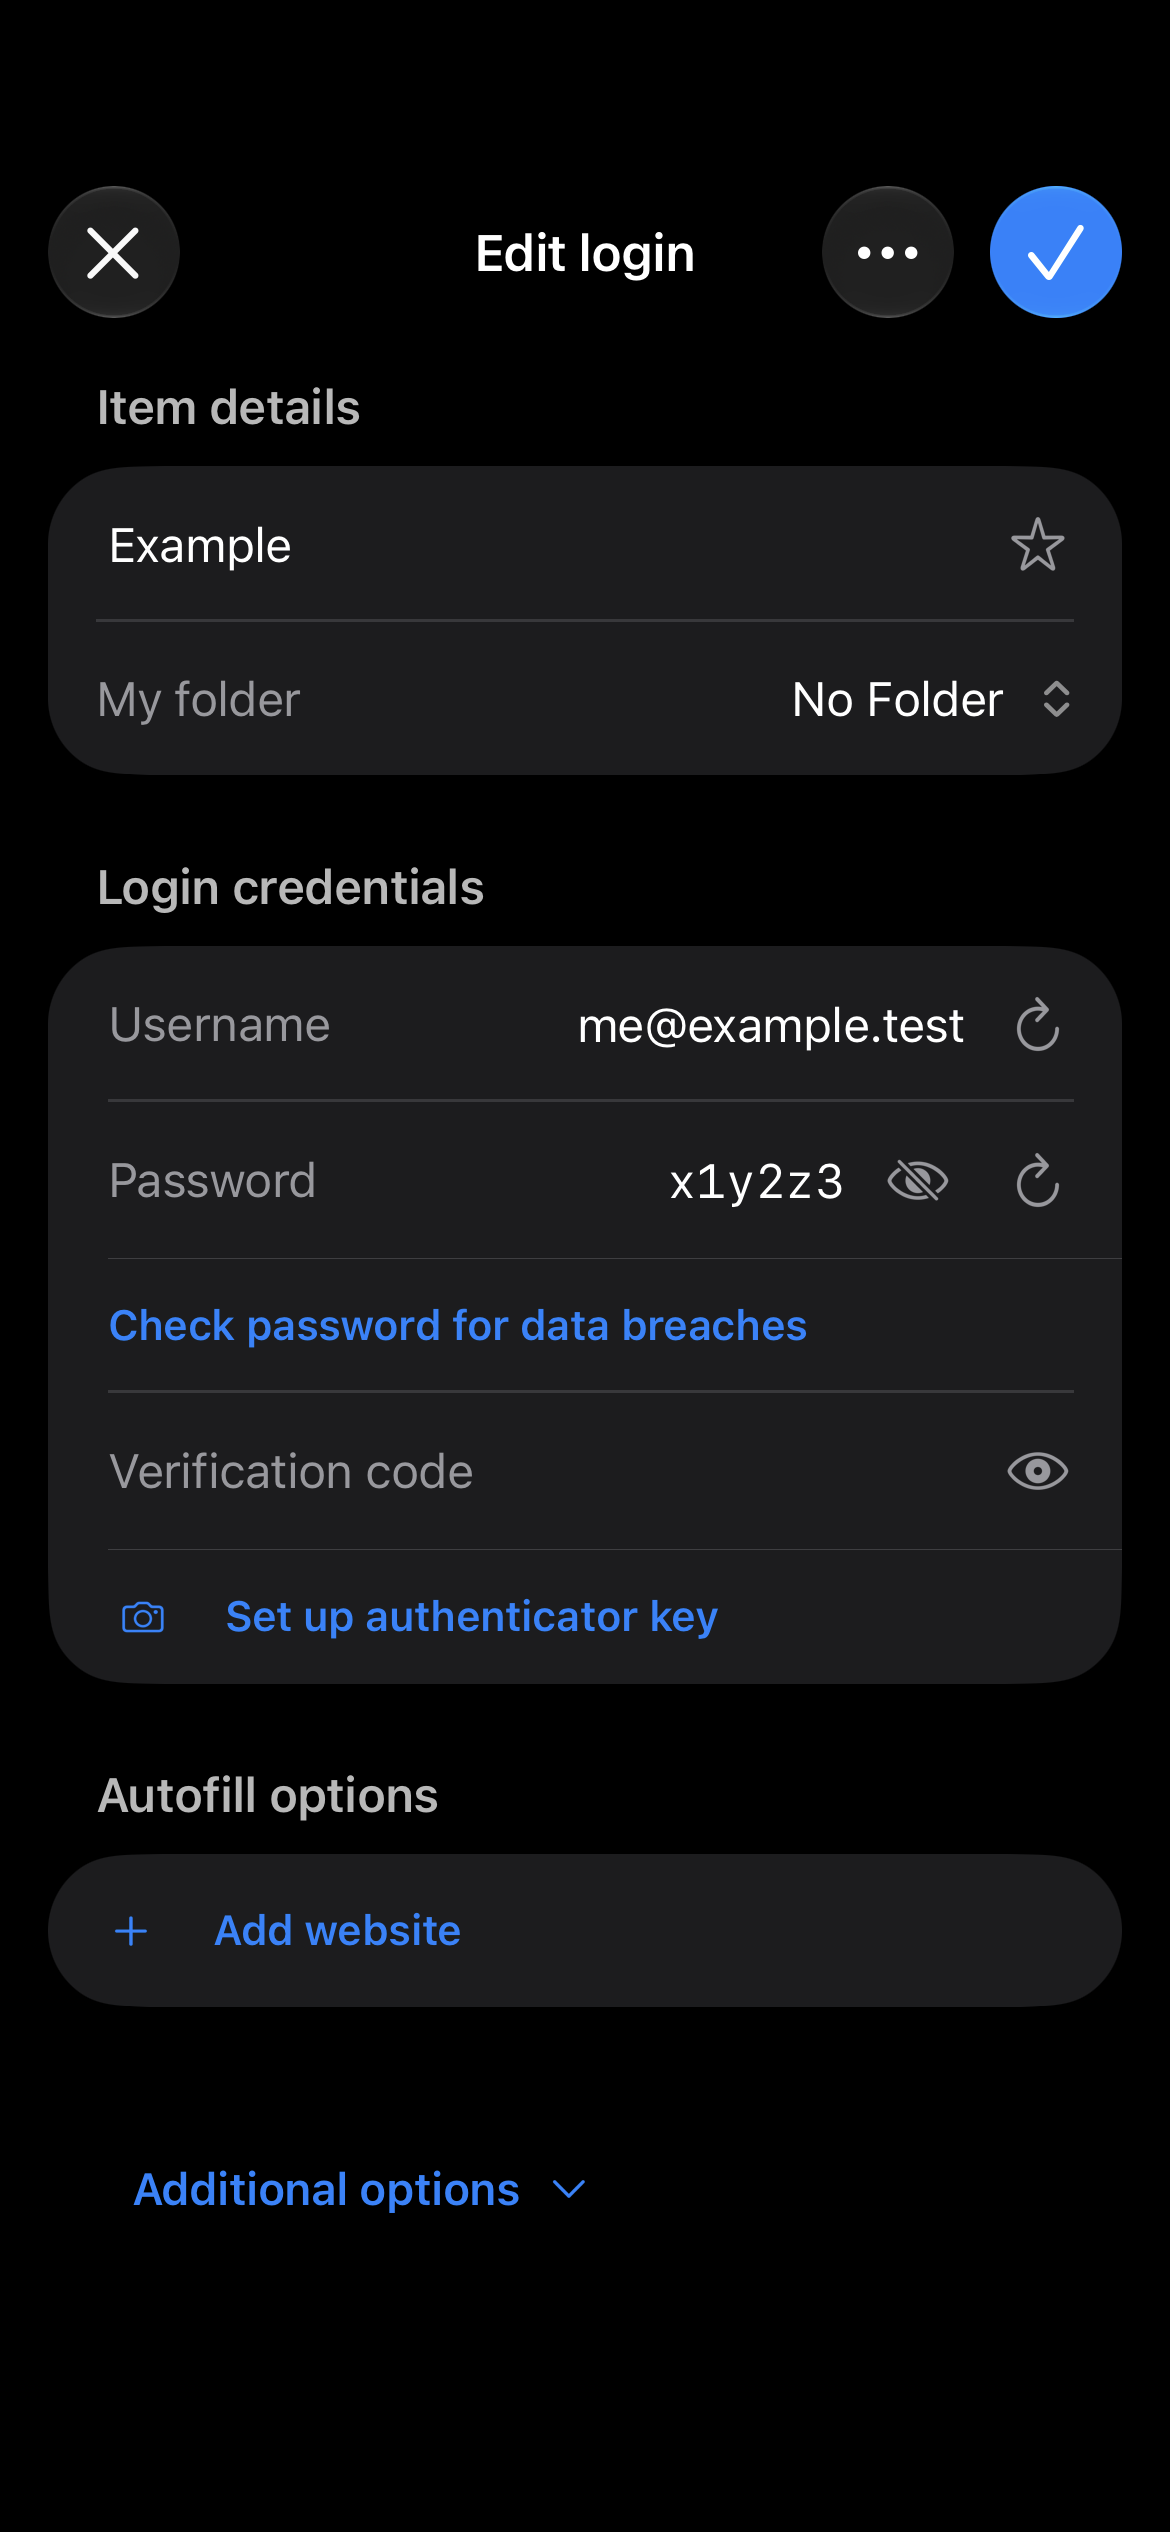 Edit login
Item details
Example
My folder No Folder
Login credentials
Username me@example.test
Password x1y2z3
Check password for data breaches
Verification code
Set up authenticator key
Autofill options
Add website
Additional options